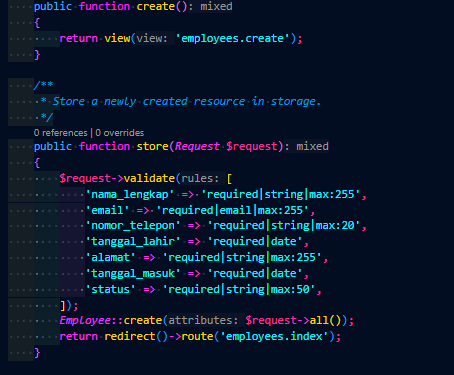 public function create(): mixed
{
return view(view: 'employees.create');
}
/**
* Store a newly created resource in storage.
*/
0 references | 0 overrides
public function store(Request $request): mixed
{
$request->validate(rules: [
'nama_lengkap' => 'required|string|max:255',
'email' => 'required|email|max:255',
'nomor_telepon' => 'required|string|max:20',
'tanggal_lahir' => 'required|date',
'alamat' => 'required|string|max:255',
'tanggal_masuk' => 'required|date',
'status' => 'required|string|max:50',
]);
Employee::create(attributes: $request->all());
return redirect()->route('employees.index');
}